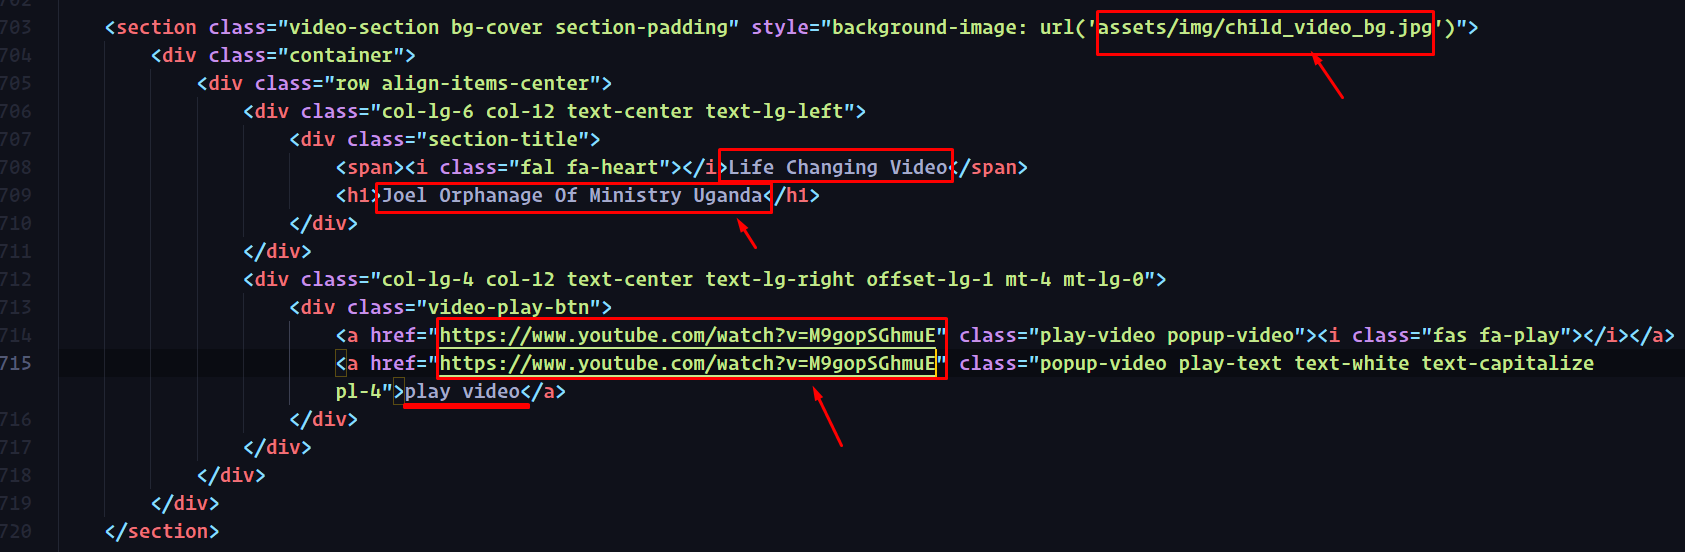 702
703 <section class="video-section bg-cover section-padding" style="background-image: url('assets/img/child_video_bg.jpg')">
704 <div class="container">
705 <div class="row align-items-center">
706 <div class="col-lg-6 col-12 text-center text-lg-left">
707 <div class="section-title">
708 <span><i class="fal fa-heart"></i>Life Changing Video</span>
709 <h1>Joel Orphanage Of Ministry Uganda</h1>
710 </div>
711 </div>
712 <div class="col-lg-4 col-12 text-center text-lg-right offset-lg-1 mt-4 mt-lg-0">
713 <div class="video-play-btn">
714 <a href="https://www.youtube.com/watch?v=M9gopSGhmuE" class="play-video popup-video"><i class="fas fa-play"></i></a>
715 <a href="https://www.youtube.com/watch?v=M9gopSGhmuE" class="popup-video play-text text-white text-capitalize
pl-4">play video</a>
716 </div>
717 </div>
718 </div>
719 </div>
720 </section>